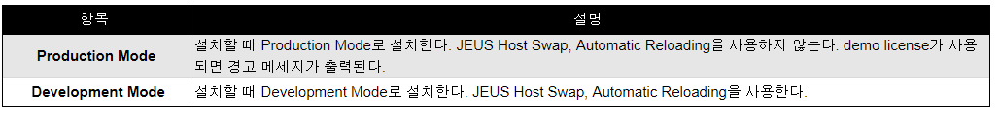 항목 설명
Production Mode 설치할 때 Production Mode로 설치한다. JEUS Host Swap, Automatic Reloading을 사용하지 않는다. demo license가 사용
되면 경고 메세지가 출력된다.
Development Mode 설치할 때 Development Mode로 설치한다. JEUS Host Swap, Automatic Reloading을 사용한다.